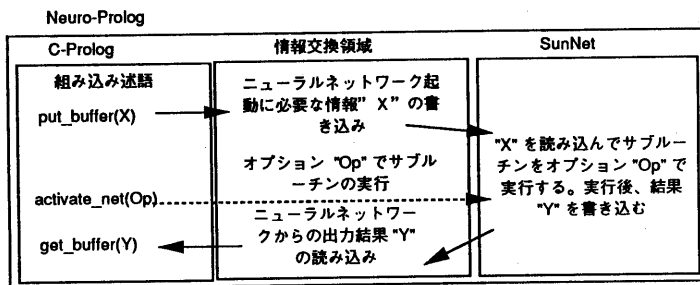 Neuro-Prolog
C-Prolog
情報交換領域
SunNet
組み込み述語
put_buffer(X)
activate_net(Op)
get_buffer(Y)
ニューラルネットワーク起
動に必要な情報” X ” の書
き込み
オプション "Op" でサブル
ーチンの実行
ニューラルネットワー
クからの出力結果 "Y"
の読み込み
"X" を読み込んでサブルー
チンをオプション "Op" で
実行する。実行後、結果
"Y" を書き込む